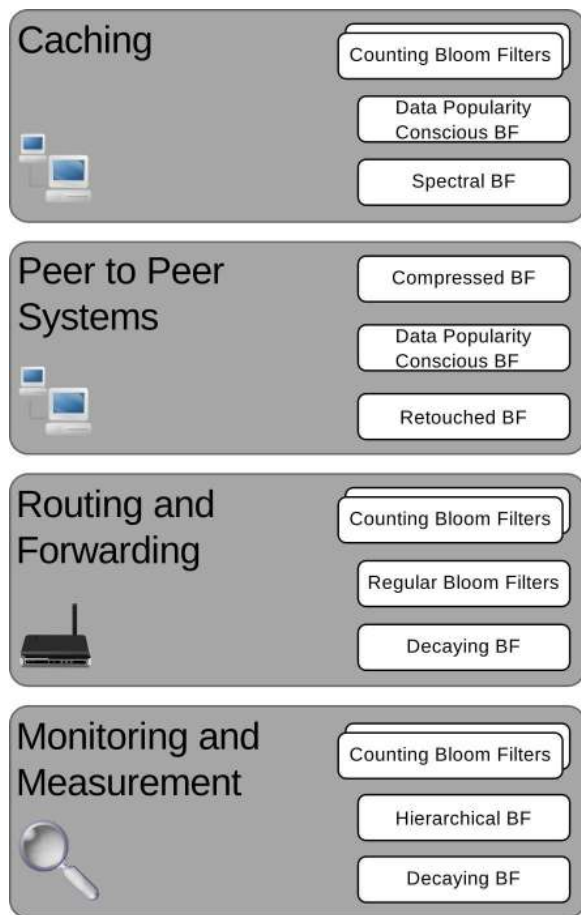 Caching
Counting Bloom Filters
Data Popularity
Conscious BF
Spectral BF
Peer to Peer
Systems
Compressed BF
Data Popularity
Conscious BF
Retouched BF
Routing and
Forwarding
Counting Bloom Filters
Regular Bloom Filters
Decaying BF
Monitoring and
Measurement
Counting Bloom Filters
Hierarchical BF
Decaying BF